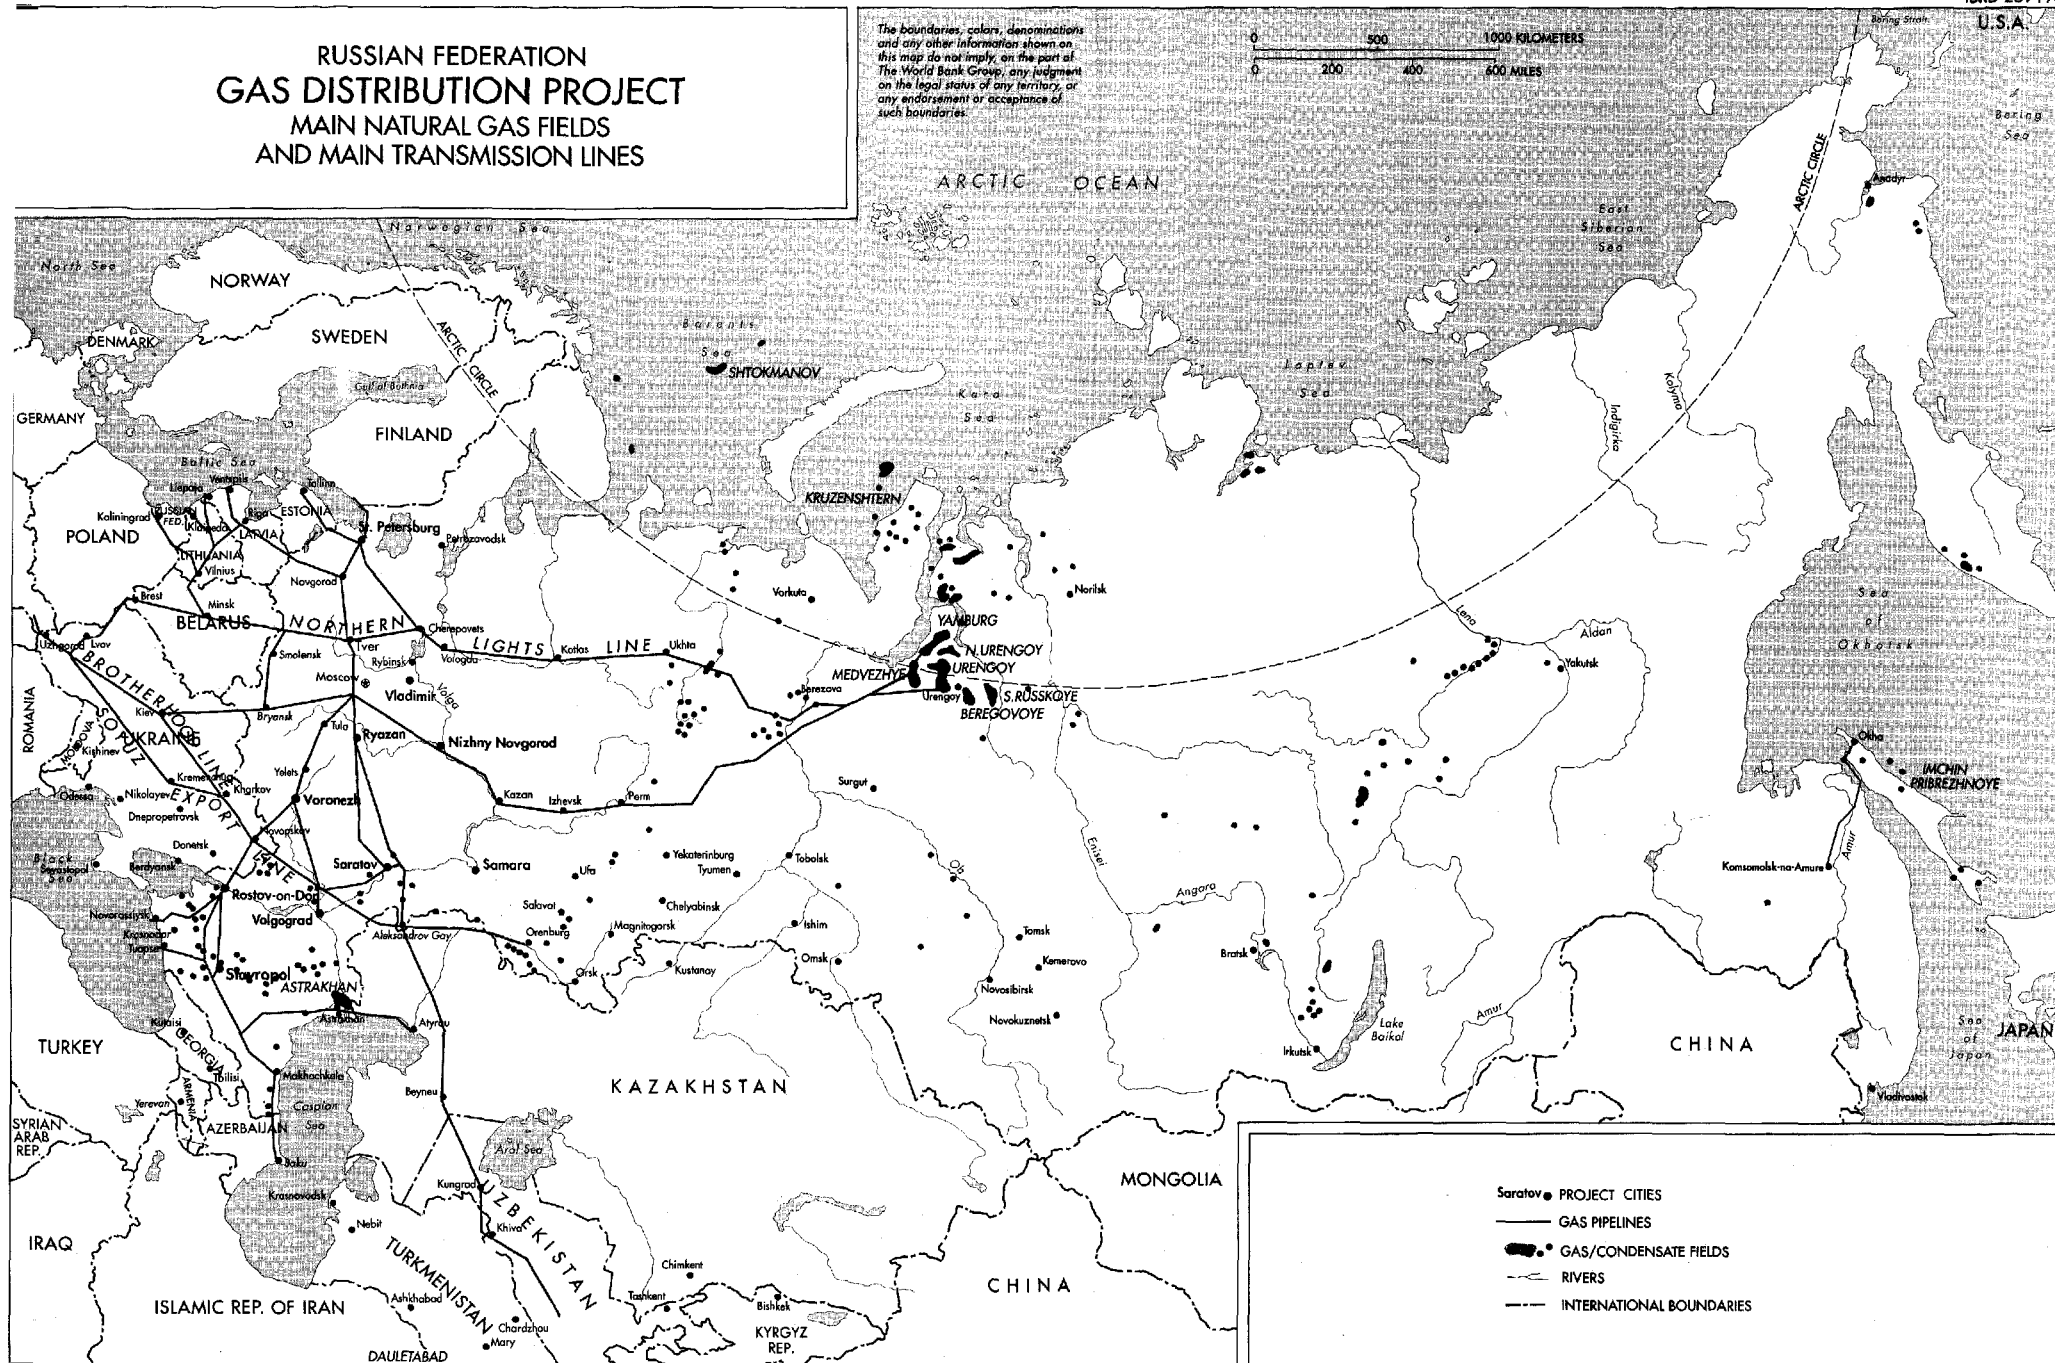 U.S.A.
Bering Strait
RUSSIAN FEDERATION
GAS DISTRIBUTION PROJECT
MAIN NATURAL GAS FIELDS
AND MAIN TRANSMISSION LINES
The boundaries, colors, denominations
and any other information shown on
this map do not imply, on the part of
The World Bank Group, any judgment
on the legal status of any territory, or
any endorsement or acceptance of
such boundaries.
0 500 1000 KILOMETERS
0 200 400 600 MILES
ARCTIC OCEAN
ARCTIC CIRCLE
Bering
Sea
Anadyr
East
Siberian
Sea
Norwegian Sea
North Sea
NORWAY
SWEDEN
DENMARK
ARCTIC CIRCLE
Barents
Sea
SHTOKMANOV
Gulf of Bothnia
Kara
Sea
Laptev
Sea
Kolyma
Indigirka
GERMANY
FINLAND
Baltic Sea
Ventspils
Liepaja
Tallinn
KRUZENSHTERN
Kaliningrad
RUSSIAN
FED.
Klaipeda
Riga
ESTONIA
St. Petersburg
POLAND
LATVIA
Petrozavodsk
LITHUANIA
Vilnius
Novgorod
Vorkuta
Norilsk
Brest
Minsk
BELARUS
NORTHERN
Cherepovets
LIGHTS
LINE
YAMBURG
Lena
Aldan
Sea
of
Okhotsk
Uzhgorod
Lvov
Smolensk
Tver
Vologda
Kotlas
Ukhta
N.URENGOY
MEDVEZHYE
URENGOY
Yakutsk
Rybinsk
Moscow
Vladimir
Volga
Berezova
Urengoy
S.RUSSKOYE
BEREGOVOYE
ROMANIA
BROTHERHOOD LINE
SOYUZ
EXPORT
LINE
Kiev
Bryansk
UKRAINE
MOLDOVA
Kishinev
Tula
Ryazan
Nizhny Novgorod
Okha
Kremenchug
Yelets
IMCHIN
PRIBREZHNOYE
Odessa
Nikolayev
Kharkov
Voronezh
Kazan
Izhevsk
Perm
Surgut
Dnepropetrovsk
Novopskov
Donetsk
Black
Sea
Sevastopol
Berdyansk
Saratov
Samara
Yekaterinburg
Tyumen
Tobolsk
Ufa
Ob
Enisei
Angara
Komsomolsk-na-Amure
Amur
Rostov-on-Don
Novorossiysk
Volgograd
Salavat
Chelyabinsk
Krasnodar
Tuapse
Aleksandrov Gay
Orenburg
Magnitogorsk
Ishim
Tomsk
Bratsk
Stavropol
Orsk
Kustanay
Omsk
Kemerovo
ASTRAKHAN
Astrakhan
Novosibirsk
Novokuznetsk
Kutaisi
Atyrau
Amur
Lake
Baikal
Irkutsk
TURKEY
GEORGIA
Tbilisi
Makhachkala
CHINA
Sea
of
Japan
JAPAN
KAZAKHSTAN
Beyneu
Yerevan
ARMENIA
Caspian
Sea
Vladivostok
SYRIAN
ARAB
REP.
AZERBAIJAN
Aral Sea
Baku
MONGOLIA
Krasnovodsk
Kungrad
UZBEKISTAN
Nebit
Khiva
IRAQ
TURKMENISTAN
Chimkent
CHINA
ISLAMIC REP. OF IRAN
Ashkhabad
Tashkent
Bishkek
Chardzhou
Mary
KYRGYZ
REP.
DAULETABAD
Saratov PROJECT CITIES
GAS PIPELINES
GAS/CONDENSATE FIELDS
RIVERS
INTERNATIONAL BOUNDARIES